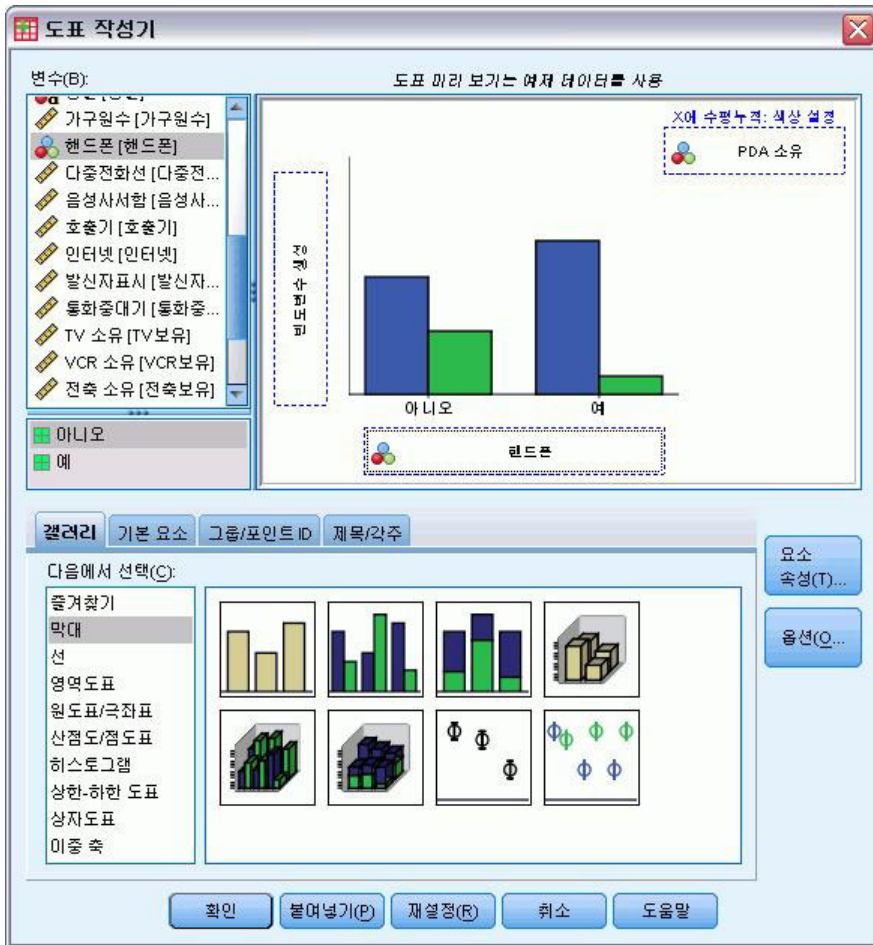 도표 작성기
변수(B):
도표 미리 보기는 예제 데이터를 사용
가구원수 [가구원수]
핸드폰 [핸드폰]
다중전화선 [다중전...
음성사서함 [음성사...
호출기 [호출기]
인터넷 [인터넷]
발신자표시 [발신자...
통화중대기 [통화중...
TV 소유 [TV보유]
VCR 소유 [VCR보유]
전축 소유 [전축보유]
아니오
예
X에 수평누적: 색상 설정
PDA 소유
빈도변수 생성
아니오
예
핸드폰
갤러리
기본 요소
그룹/포인트 ID
제목/각주
다음에서 선택(C):
즐겨찾기
막대
선
영역도표
원도표/극좌표
산점도/점도표
히스토그램
상한-하한 도표
상자도표
이중 축
요소
속성(T)...
옵션(O...
확인
붙여넣기(P)
재설정(R)
취소
도움말